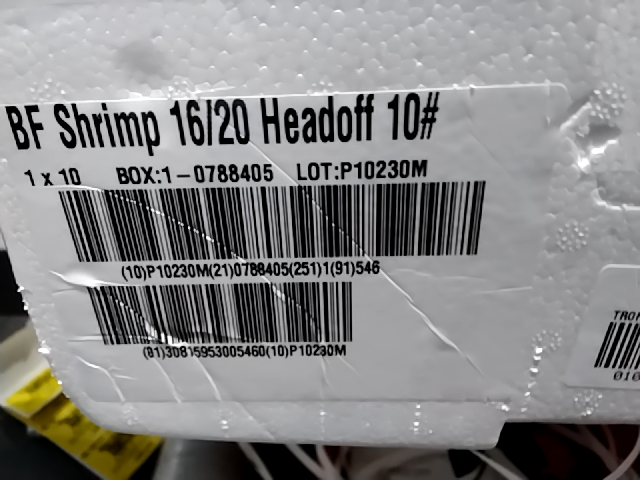 BF Shrimp 16/20 Headoff 10#
1 x 10 BOX:1-0788405 LOT:P10230M
(10)P10230M(21)0788405(251)1(91)546
(81)30815953005460(10)P10230M